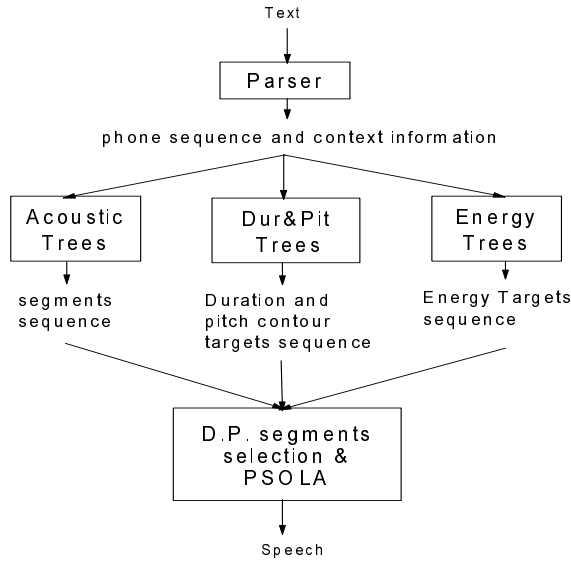 Text
Parser
phone sequence and context information
Acoustic
Trees
Dur&Pit
Trees
Energy
Trees
segments
sequence
Duration and
pitch contour
targets sequence
Energy Targets
sequence
D.P. segments
selection &
PSOLA
Speech